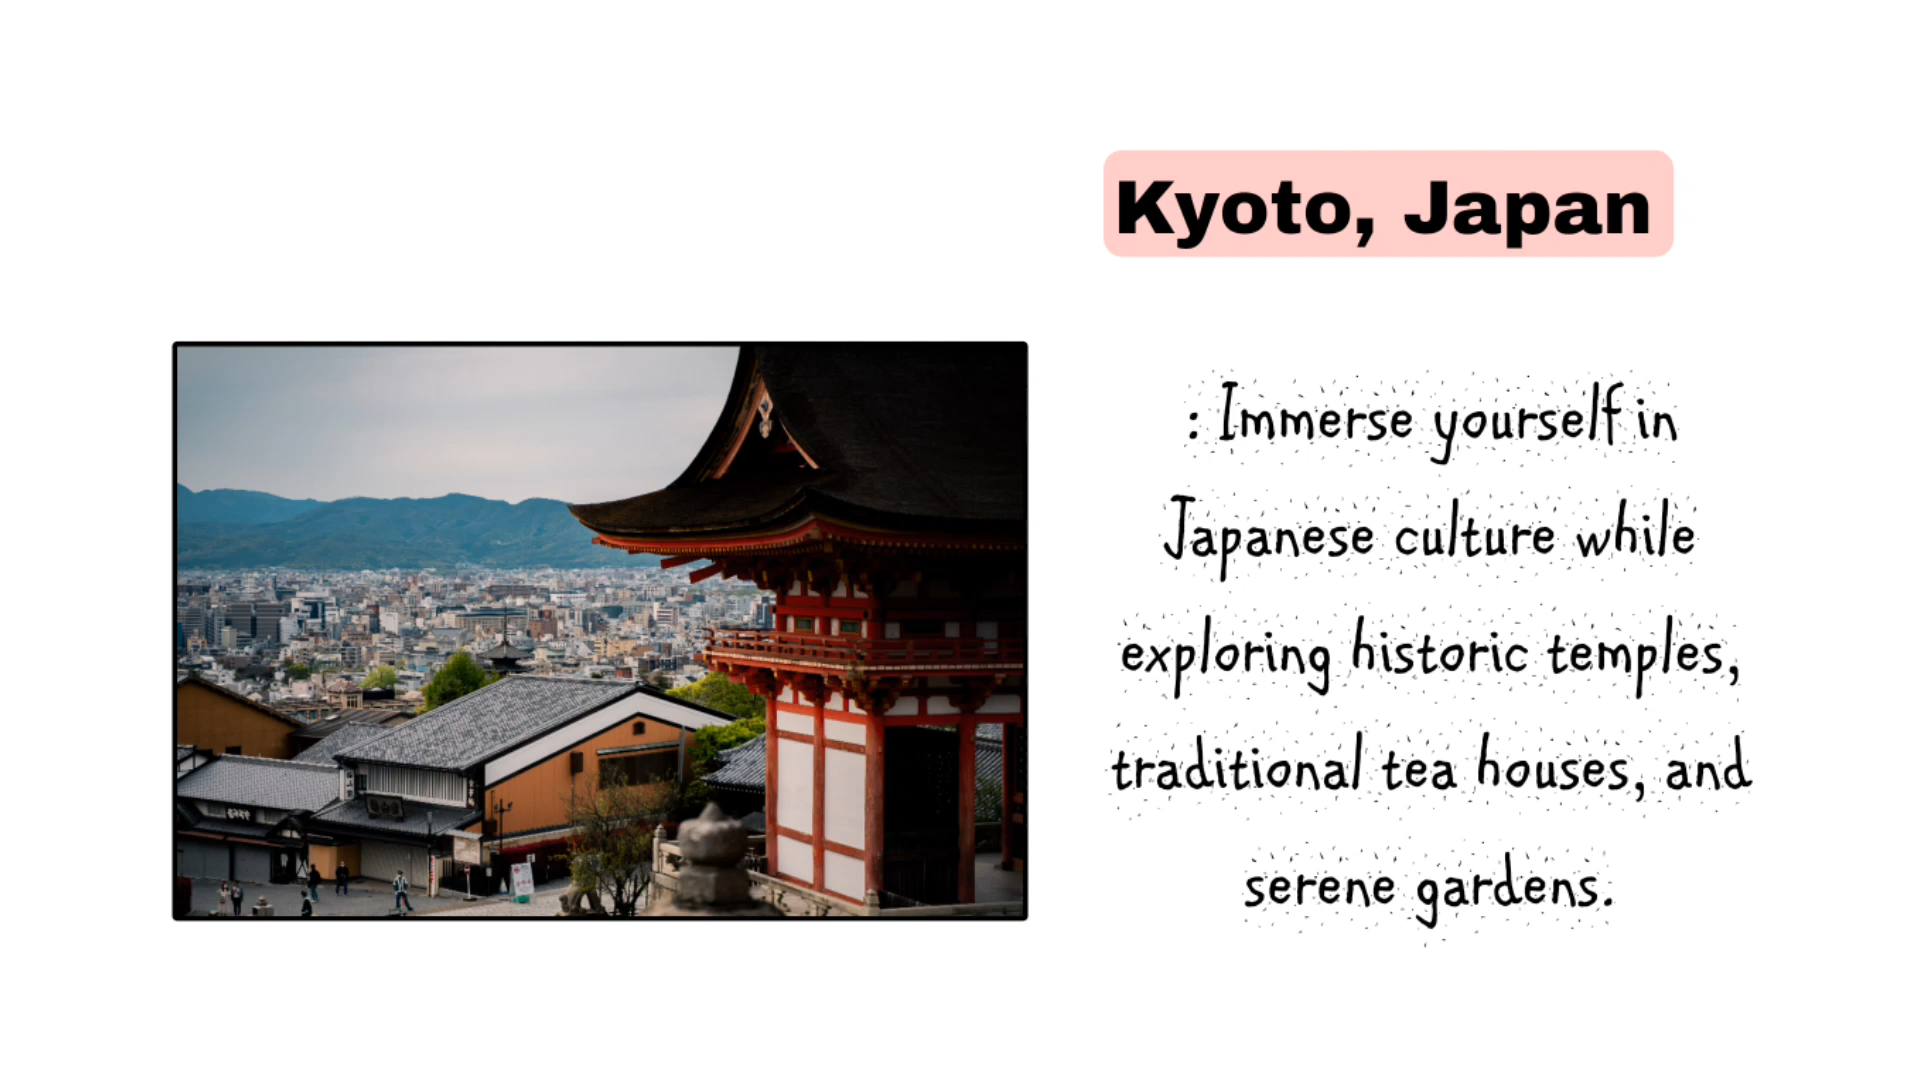 Kyoto, Japan
: Immerse yourself in
Japanese culture while
exploring historic temples,
traditional tea houses, and
serene gardens.